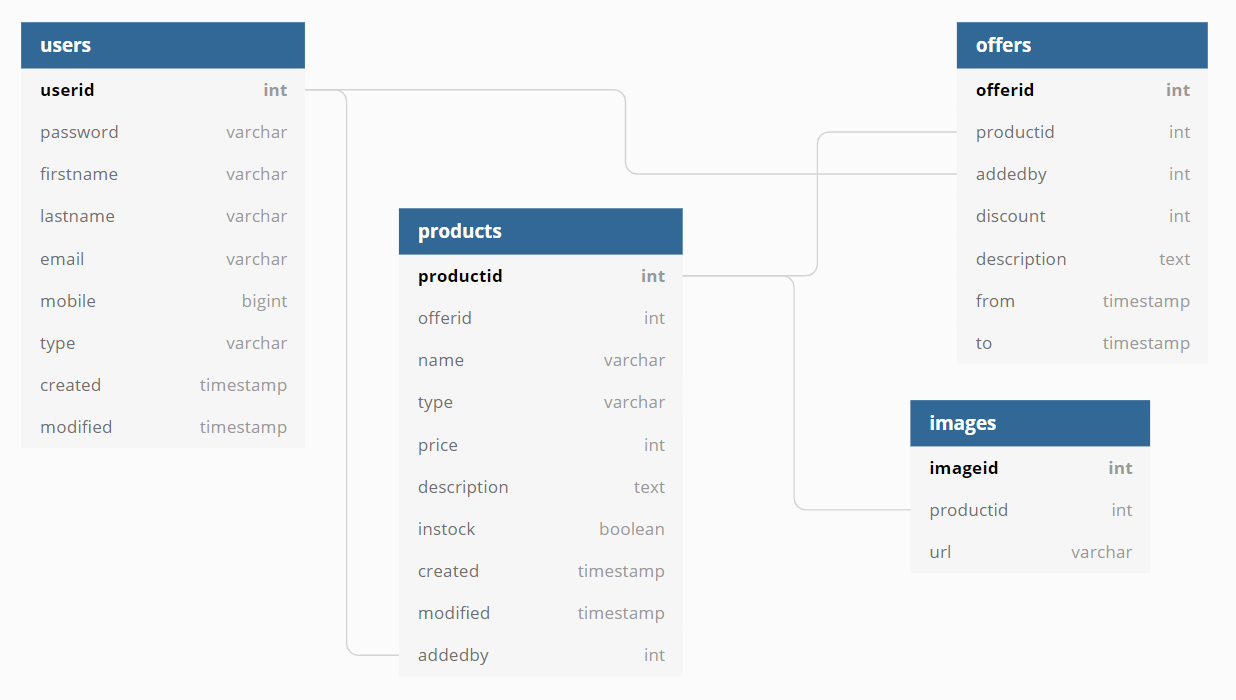 users
userid int
password varchar
firstname varchar
lastname varchar
email varchar
mobile bigint
type varchar
created timestamp
modified timestamp
products
productid int
offerid int
name varchar
type varchar
price int
description text
instock boolean
created timestamp
modified timestamp
addedby int
offers
offerid int
productid int
addedby int
discount int
description text
from timestamp
to timestamp
images
imageid int
productid int
url varchar